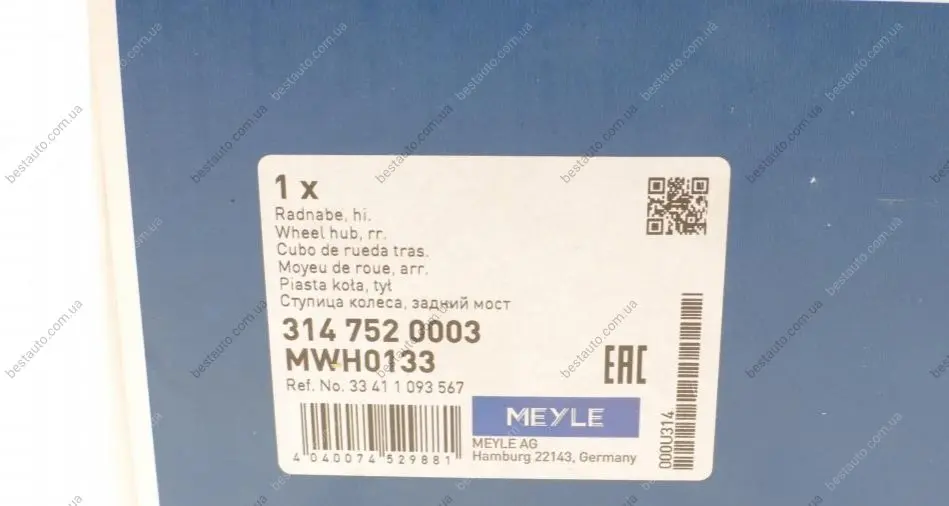 1 x
Radnabe, hi.
Wheel hub, rr.
Cubo de rueda tras.
Moyeu de roue, arr.
Piasta koła, tył
Ступица колеса, задний мост
314 752 0003
MWH0133
Ref. No. 33 41 1 093 567
EAC
MEYLE
MEYLE AG
Hamburg 22143, Germany
4 040074 529881
000U314
bestauto.com.ua